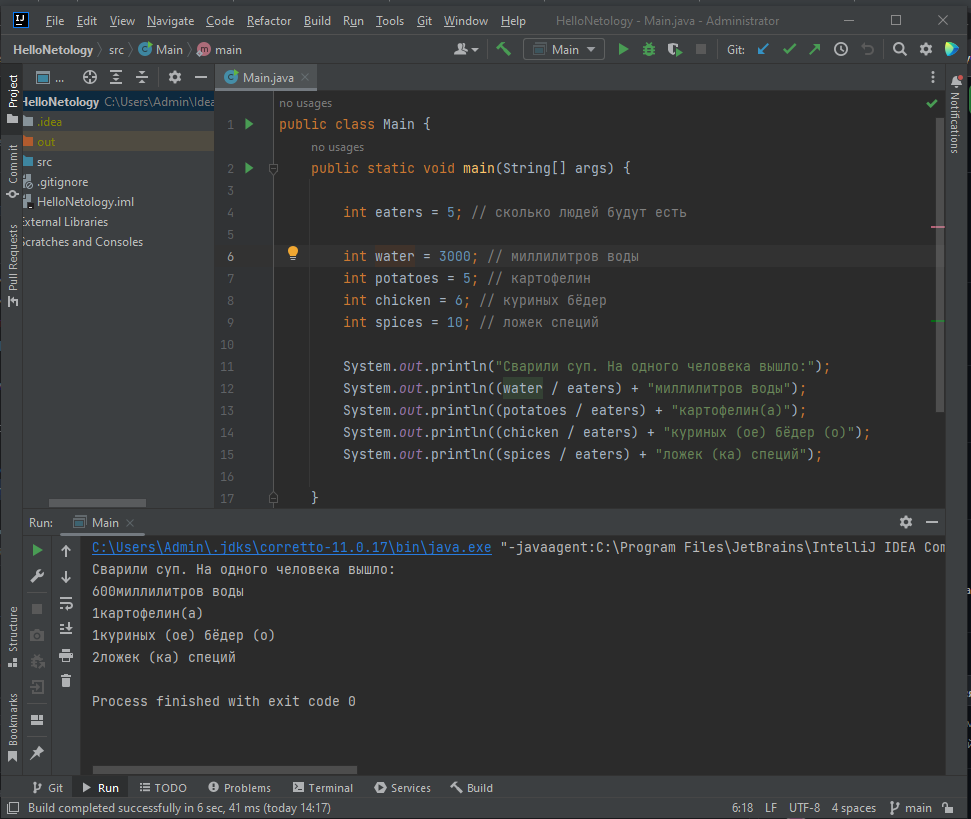 File Edit View Navigate Code Refactor Build Run Tools Git Window Help HelloNetology - Main.java - Administrator
HelloNetology src Main main Main Git:
Project
Commit
Pull Requests
Structure
Bookmarks
...
HelloNetology C:\Users\Admin\Idea
.idea
out
src
.gitignore
HelloNetology.iml
External Libraries
Scratches and Consoles
Main.java
Notifications
no usages
1 public class Main {
no usages
2 public static void main(String[] args) {
3
4 int eaters = 5; // сколько людей будут есть
5
6 int water = 3000; // миллилитров воды
7 int potatoes = 5; // картофелин
8 int chicken = 6; // куриных бёдер
9 int spices = 10; // ложек специй
10
11 System.out.println("Сварили суп. На одного человека вышло:");
12 System.out.println((water / eaters) + "миллилитров воды");
13 System.out.println((potatoes / eaters) + "картофелин(а)");
14 System.out.println((chicken / eaters) + "куриных (ое) бёдер (о)");
15 System.out.println((spices / eaters) + "ложек (ка) специй");
16
17 }
Run: Main
C:\Users\Admin\.jdks\corretto-11.0.17\bin\java.exe "-javaagent:C:\Program Files\JetBrains\IntelliJ IDEA Com
Сварили суп. На одного человека вышло:
600миллилитров воды
1картофелин(а)
1куриных (ое) бёдер (о)
2ложек (ка) специй
Process finished with exit code 0
Git Run TODO Problems Terminal Services Build
Build completed successfully in 6 sec, 41 ms (today 14:17) 6:18 LF UTF-8 4 spaces main